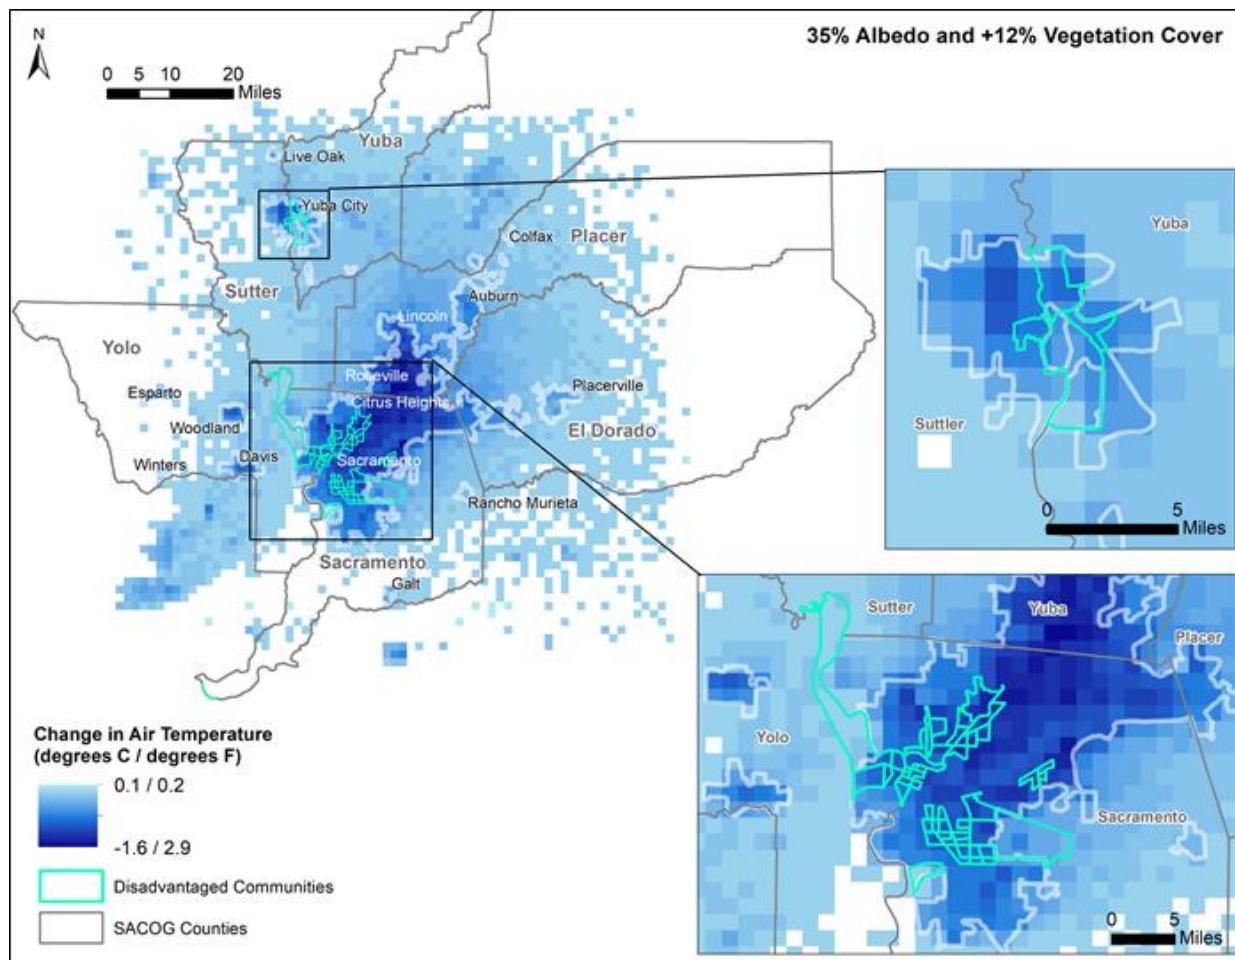 35% Albedo and +12% Vegetation Cover
N
0 5 10 20
Miles
Yuba
Live Oak
Yuba City
Colfax
Placer
Sutter
Auburn
Lincoln
Yolo
Roseville
Esparto
Placerville
Citrus Heights
Woodland
El Dorado
Winters
Davis
Sacramento
Rancho Murieta
Sacramento
Galt
Yuba
Suttler
0 5
Miles
Sutter
Yuba
Placer
Yolo
Sacramento
0 5
Miles
Change in Air Temperature
(degrees C / degrees F)
0.1 / 0.2
-1.6 / 2.9
Disadvantaged Communities
SACOG Counties